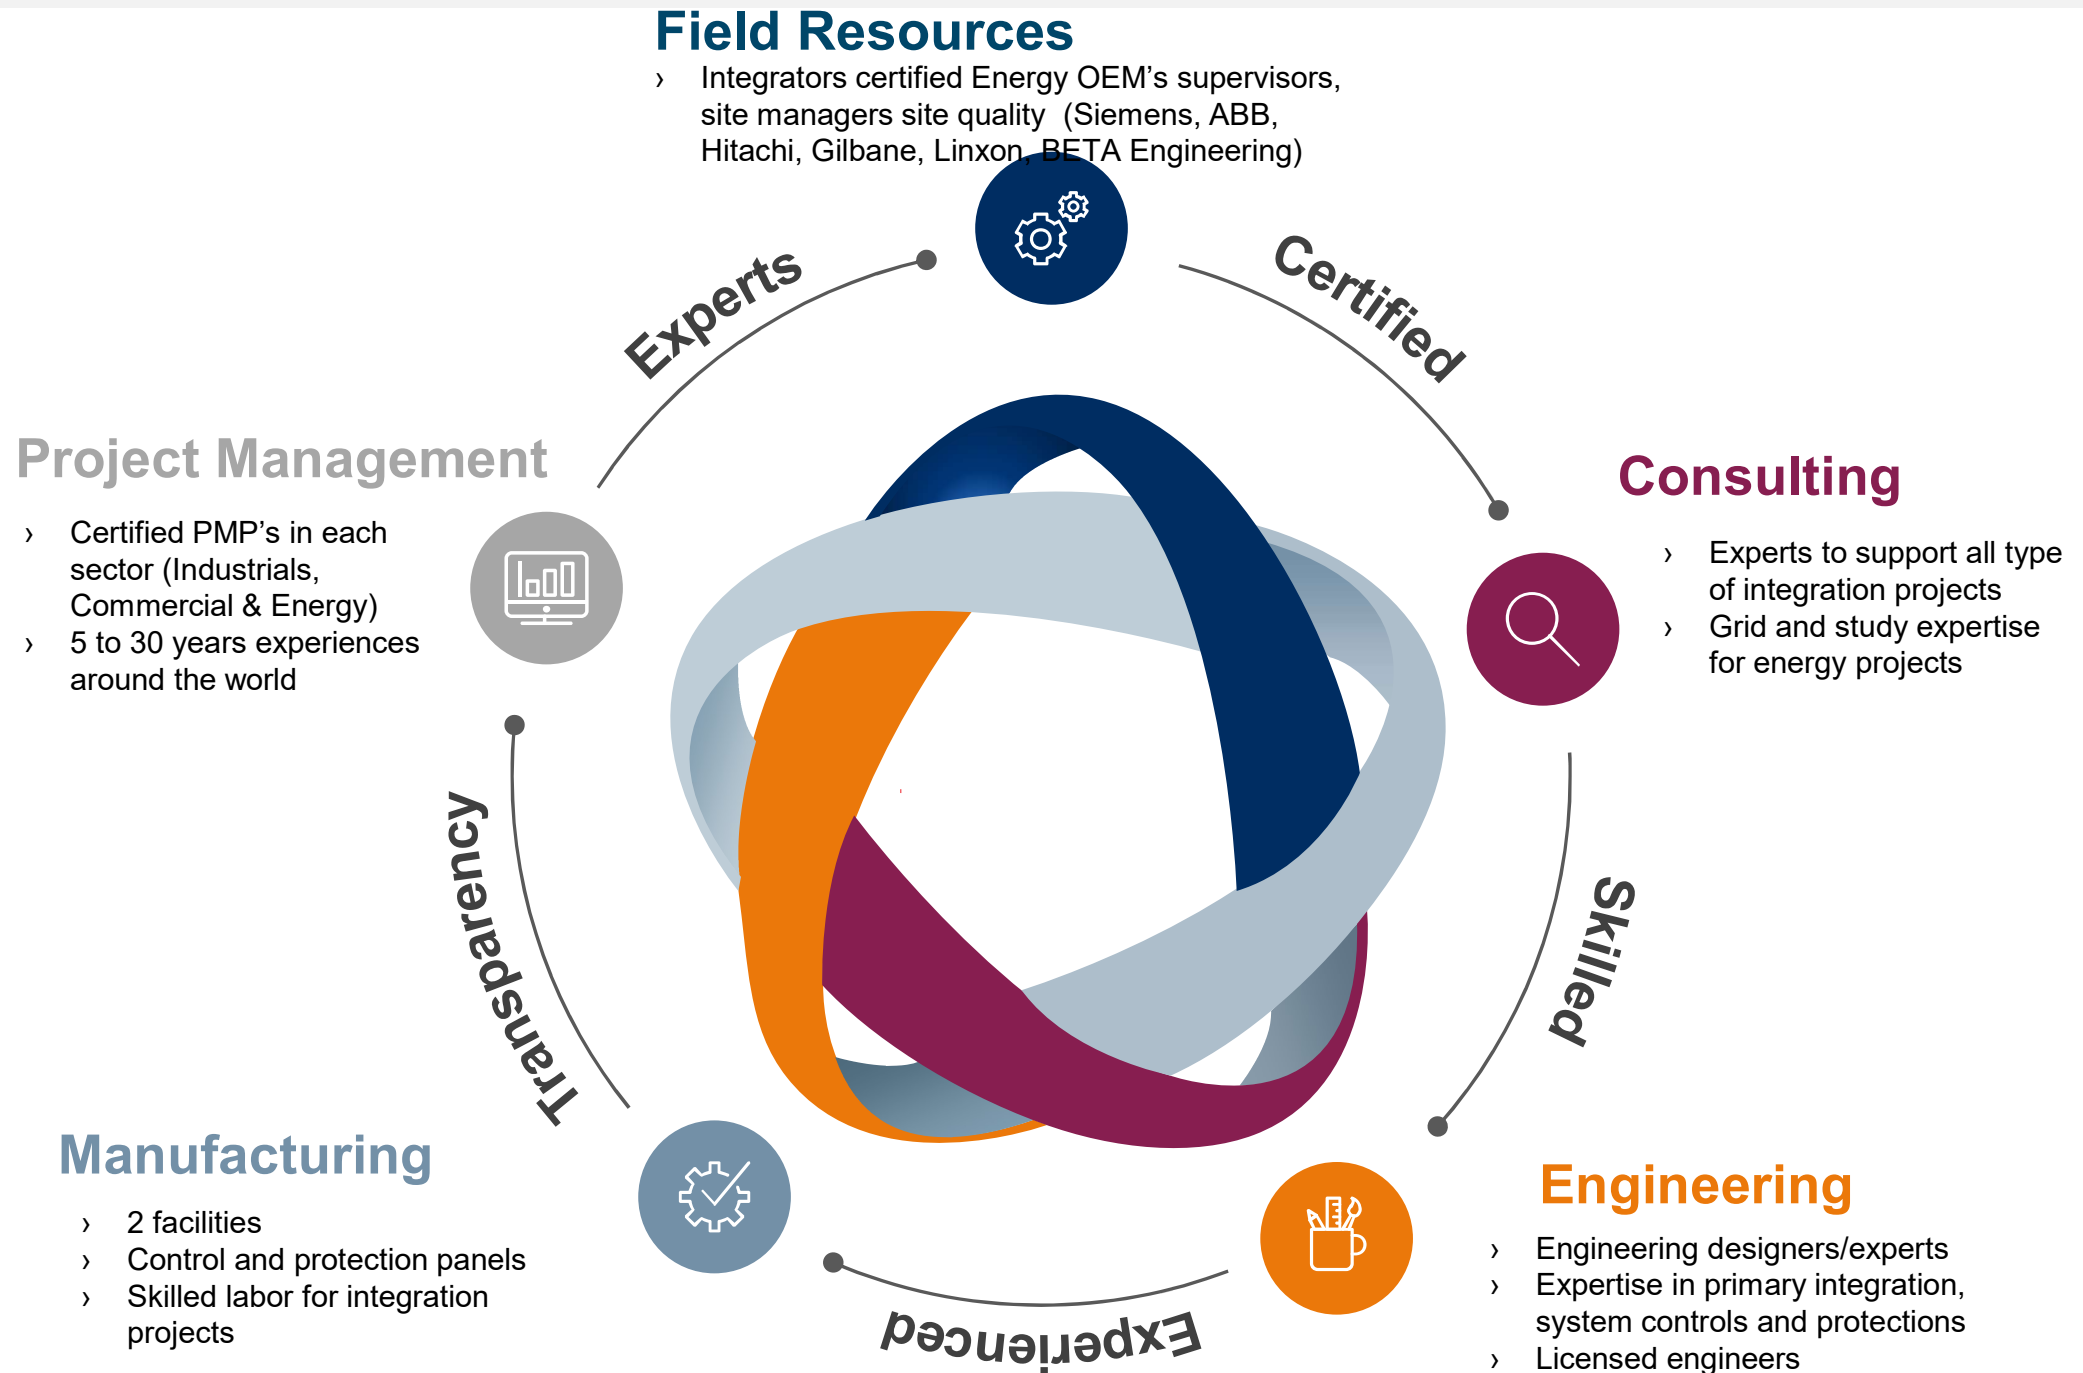 Field Resources
› Integrators certified Energy OEM’s supervisors,
site managers site quality  (Siemens, ABB,
Hitachi, Gilbane, Linxon, BETA Engineering)
Experts
Certified
Project Management
› Certified PMP’s in each
sector (Industrials,
Commercial & Energy)
› 5 to 30 years experiences
around the world
Consulting
› Experts to support all type
of integration projects
› Grid and study expertise
for energy projects
Transparency
Skilled
Manufacturing
› 2 facilities
› Control and protection panels
› Skilled labor for integration
projects
Engineering
› Engineering designers/experts
› Expertise in primary integration,
system controls and protections
› Licensed engineers
Experienced